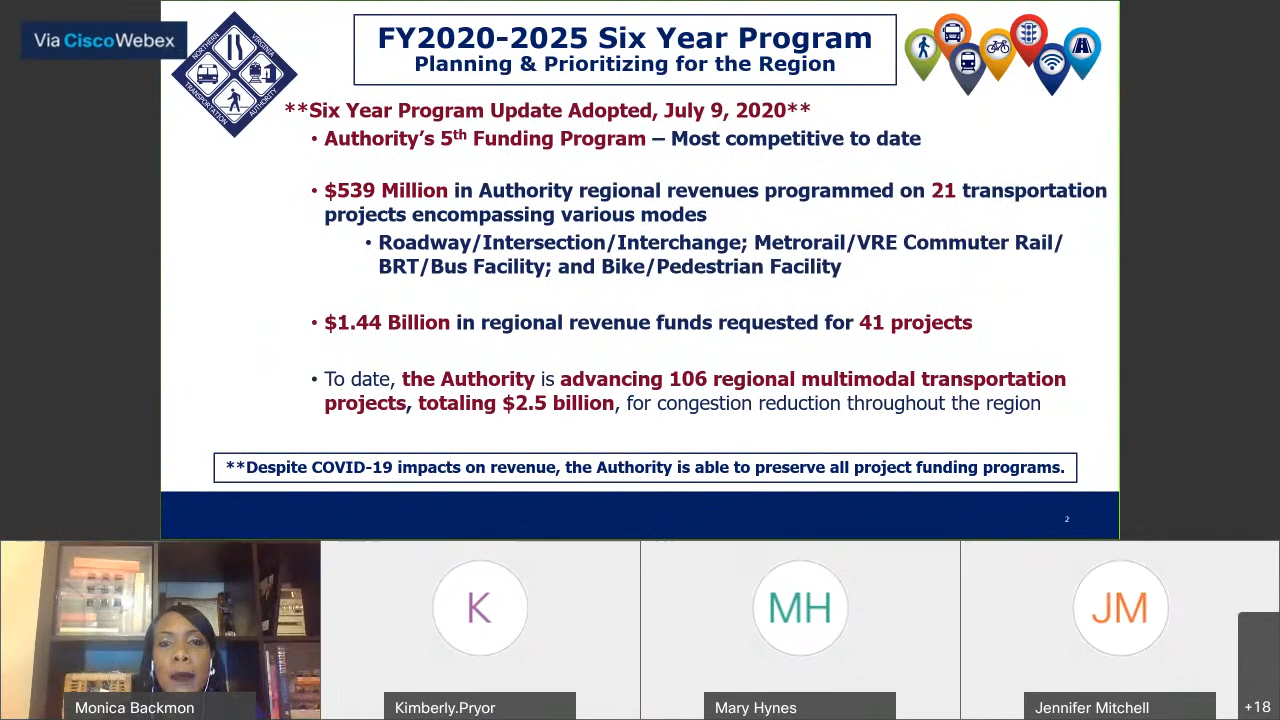 Via Cisco Webex
NORTHERN
VIRGINIA
TRANSPORTATION
AUTHORITY
FY2020-2025 Six Year Program
Planning & Prioritizing for the Region
**Six Year Program Update Adopted, July 9, 2020**
• Authority’s 5th Funding Program – Most competitive to date
• $539 Million in Authority regional revenues programmed on 21 transportation
projects encompassing various modes
• Roadway/Intersection/Interchange; Metrorail/VRE Commuter Rail/
BRT/Bus Facility; and Bike/Pedestrian Facility
• $1.44 Billion in regional revenue funds requested for 41 projects
• To date, the Authority is advancing 106 regional multimodal transportation
projects, totaling $2.5 billion, for congestion reduction throughout the region
**Despite COVID-19 impacts on revenue, the Authority is able to preserve all project funding programs.
2
K
MH
JM
Monica Backmon
Kimberly.Pryor
Mary Hynes
Jennifer Mitchell
+18